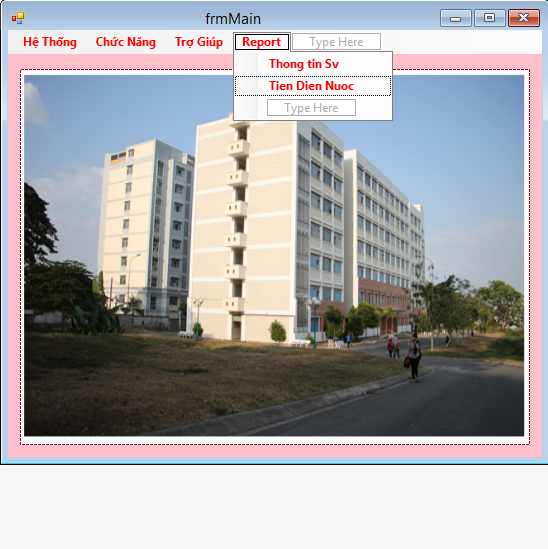 frmMain
Hệ Thống Chức Năng Trợ Giúp Report Type Here
Thong tin Sv
Tien Dien Nuoc
Type Here